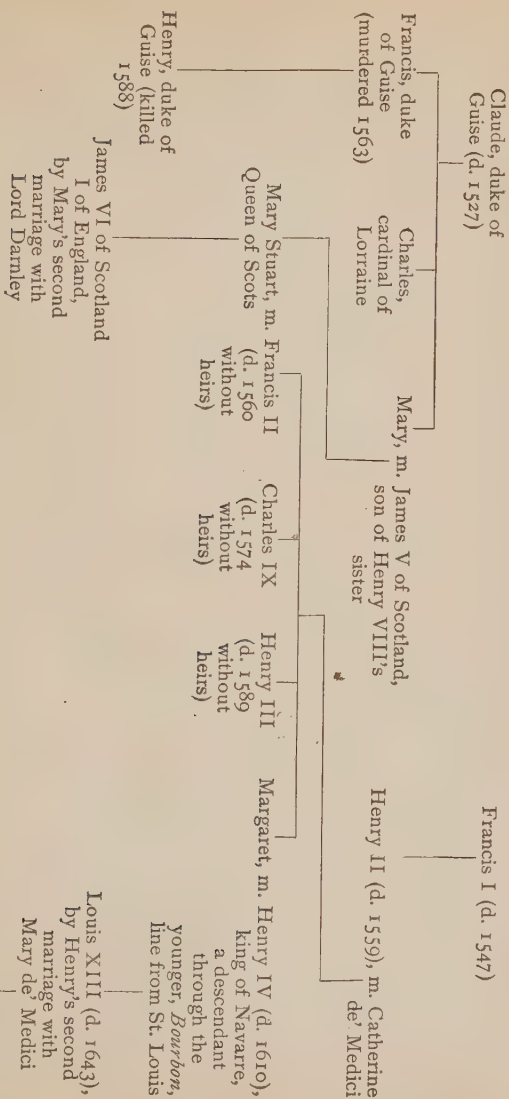 Claude, duke of
Guise (d. 1527)
Francis I (d. 1547)
Francis, duke
of Guise
(murdered 1563)
Charles,
cardinal of
Lorraine
Mary, m. James V of Scotland,
son of Henry VIII's
sister
Henry II (d. 1559), m. Catherine
de' Medici
Henry, duke of
Guise (killed
1588)
Mary Stuart, m. Francis II
Queen of Scots
(d. 1560
without
heirs)
Charles IX
(d. 1574
without
heirs)
Henry III
(d. 1589
without
heirs)
Margaret, m. Henry IV (d. 1610),
king of Navarre,
a descendant
through the
younger, Bourbon,
line from St. Louis
James VI of Scotland
I of England,
by Mary's second
marriage with
Lord Darnley
Louis XIII (d. 1643),
by Henry's second
marriage with
Mary de' Medici